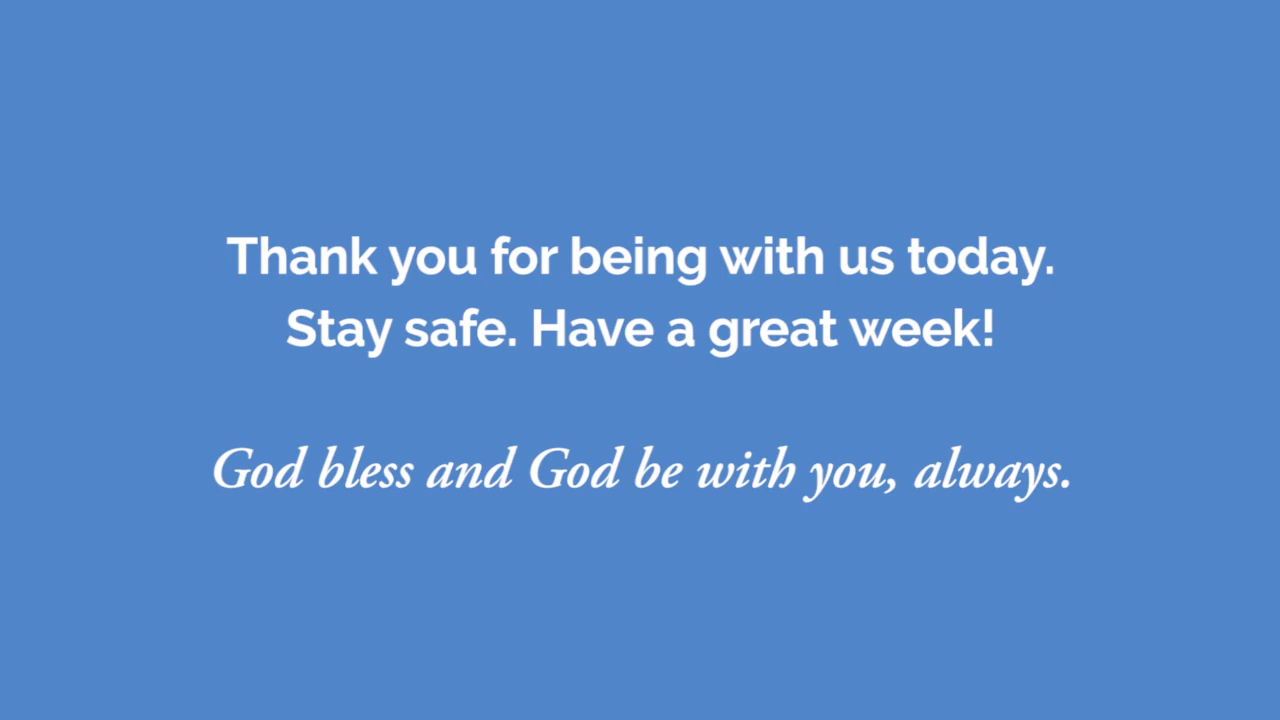 Thank you for being with us today.
Stay safe. Have a great week!
God bless and God be with you, always.